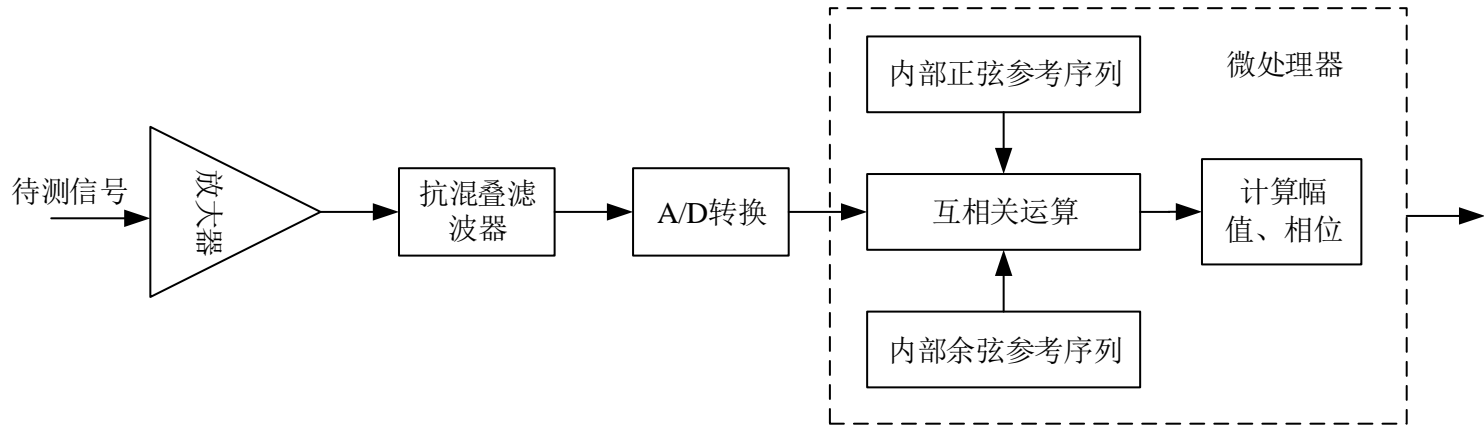 内部正弦参考序列
微处理器
待测信号
放大器
抗混叠滤
波器
A/D转换
互相关运算
计算幅
值、相位
内部余弦参考序列